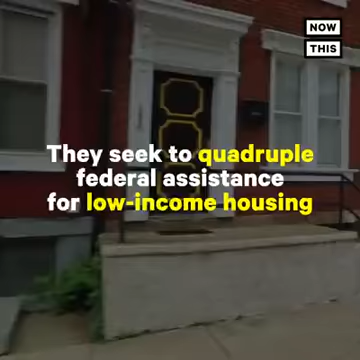 NOW
THIS
They seek to quadruple
federal assistance
for low-income housing